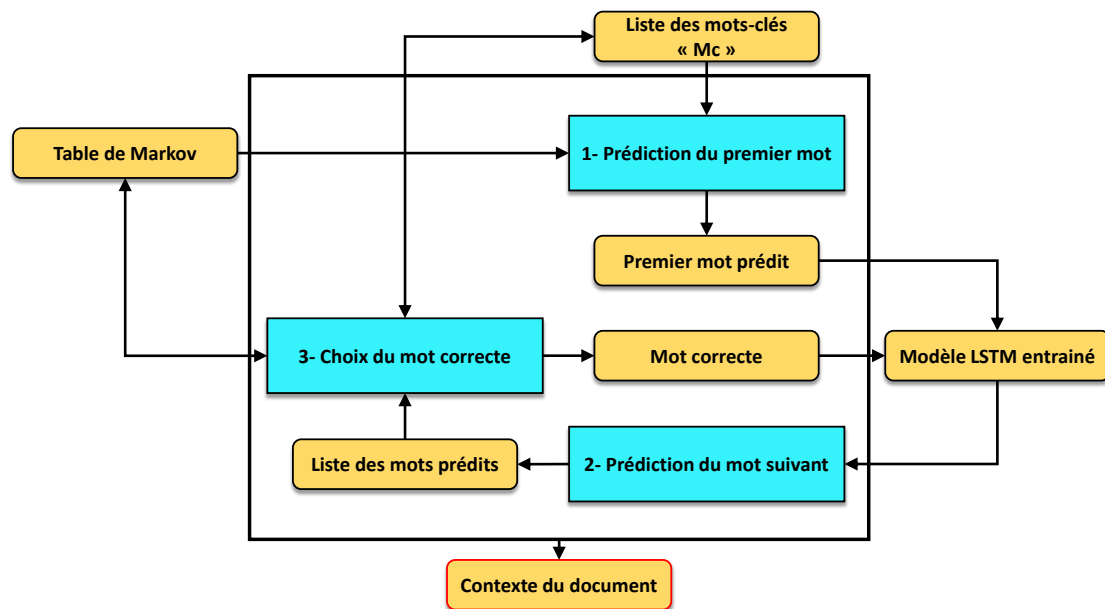 Liste des mots-clés
« Mc »
Table de Markov
1- Prédiction du premier mot
Premier mot prédit
3- Choix du mot correcte
Mot correcte
Modèle LSTM entrainé
Liste des mots prédits
2- Prédiction du mot suivant
Contexte du document